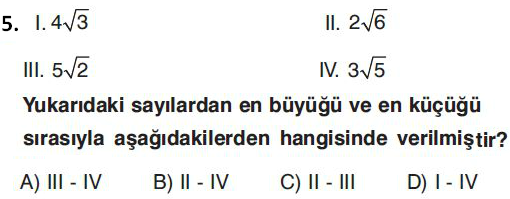 5. I. 4√3 II. 2√6
III. 5√2 IV. 3√5
Yukarıdaki sayılardan en büyüğü ve en küçüğü
sırasıyla aşağıdakilerden hangisinde verilmiştir?
A) III - IV B) II - IV C) II - III D) I - IV